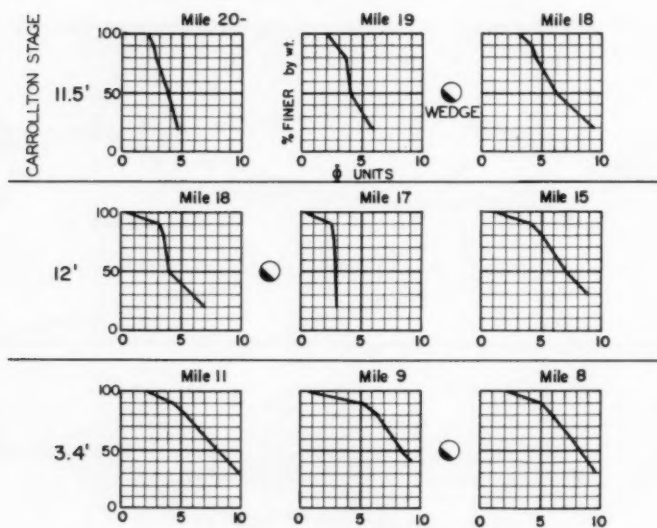 CARROLLTON STAGE
Mile 20- Mile 19 Mile 18
11.5'
100 50 0
% FINER by wt.
WEDGE
0 5 10 0 5 10 0 5 10
Φ UNITS
Mile 18 Mile 17 Mile 15
12'
100 50 0
0 5 10 0 5 10 0 5 10
Mile 11 Mile 9 Mile 8
3.4'
100 50 0
0 5 10 0 5 10 0 5 10